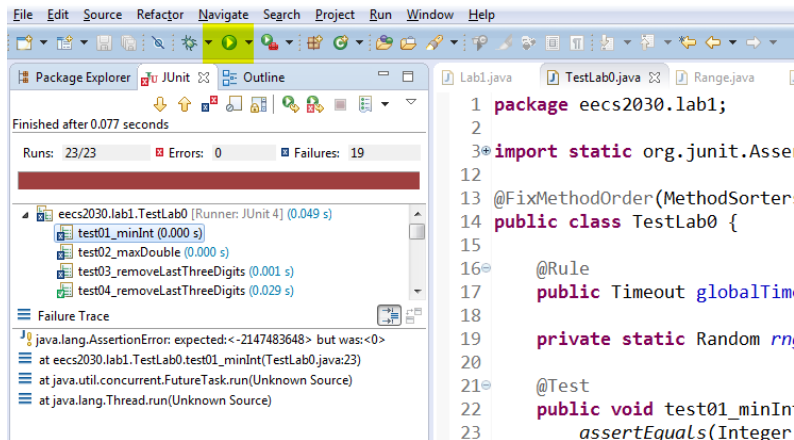 File Edit Source Refactor Navigate Search Project Run Window Help
Package Explorer JUnit Outline
Finished after 0.077 seconds
Runs: 23/23 Errors: 0 Failures: 19
eecs2030.lab1.TestLab0 [Runner: JUnit 4] (0.049 s)
test01_minInt (0.000 s)
test02_maxDouble (0.000 s)
test03_removeLastThreeDigits (0.001 s)
test04_removeLastThreeDigits (0.029 s)
Failure Trace
java.lang.AssertionError: expected:<-2147483648> but was:<0>
at eecs2030.lab1.TestLab0.test01_minInt(TestLab0.java:23)
at java.util.concurrent.FutureTask.run(Unknown Source)
at java.lang.Thread.run(Unknown Source)
Lab1.java TestLab0.java Range.java
1 package eecs2030.lab1;
2
3 import static org.junit.Asser
12
13 @FixMethodOrder(MethodSorter
14 public class TestLab0 {
15
16 @Rule
17 public Timeout globalTime
18
19 private static Random rng
20
21 @Test
22 public void test01_minInt
23 assertEquals(Integer